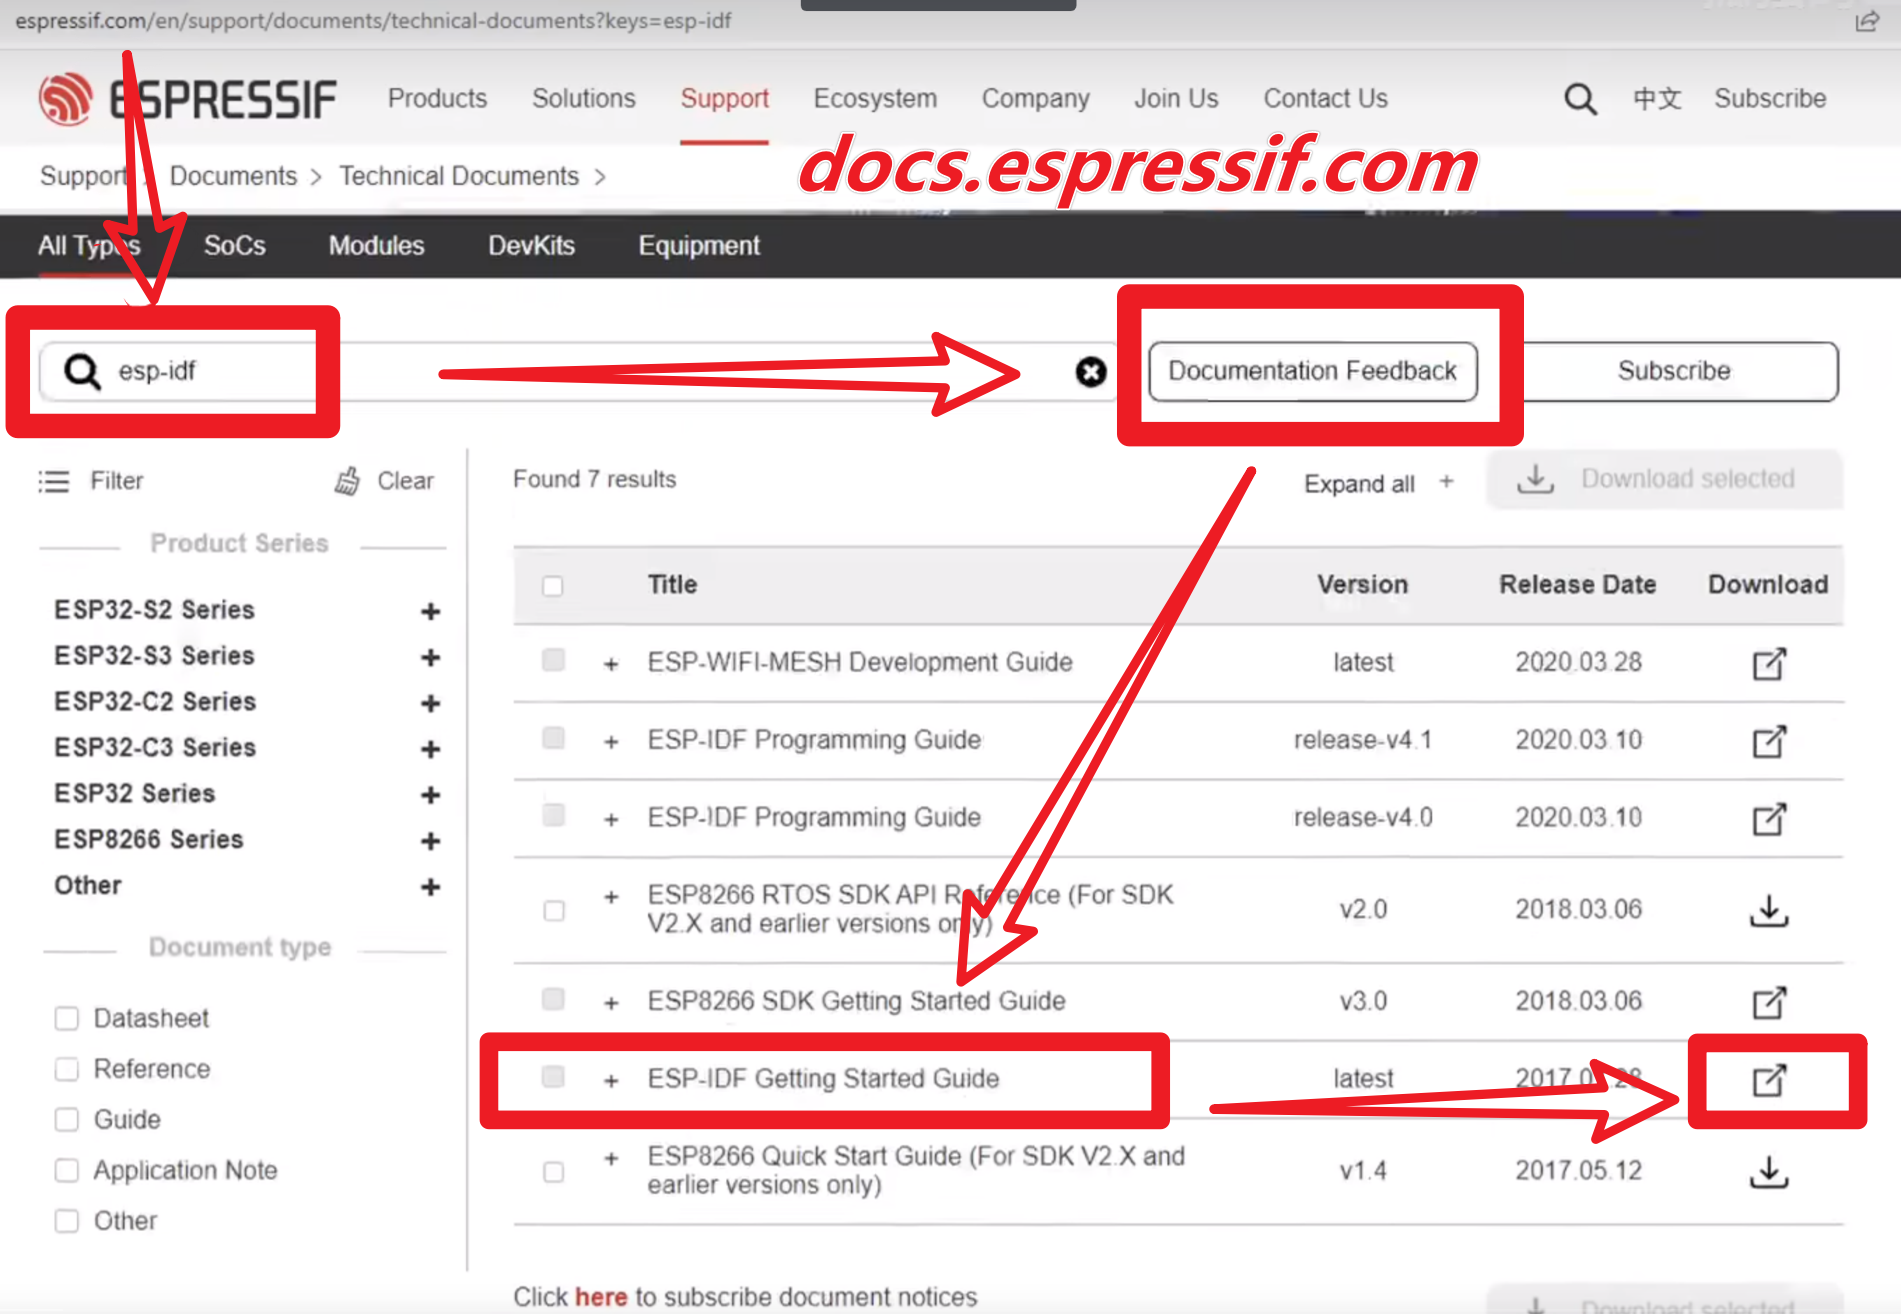 espressif.com/en/support/documents/technical-documents?keys=esp-idf
ESPRESSIF Products Solutions Support Ecosystem Company Join Us Contact Us 中文 Subscribe
docs.espressif.com
Support > Documents > Technical Documents >
All Types SoCs Modules DevKits Equipment
esp-idf Documentation Feedback Subscribe
Filter Clear Found 7 results Expand all + Download selected
Product Series
ESP32-S2 Series +
ESP32-S3 Series +
ESP32-C2 Series +
ESP32-C3 Series +
ESP32 Series +
ESP8266 Series +
Other +
Document type
Datasheet
Reference
Guide
Application Note
Other
Title Version Release Date Download
+ ESP-WIFI-MESH Development Guide latest 2020.03.28
+ ESP-IDF Programming Guide release-v4.1 2020.03.10
+ ESP-IDF Programming Guide release-v4.0 2020.03.10
+ ESP8266 RTOS SDK API Reference (For SDK
V2.X and earlier versions only) v2.0 2018.03.06
+ ESP8266 SDK Getting Started Guide v3.0 2018.03.06
+ ESP-IDF Getting Started Guide latest
+ ESP8266 Quick Start Guide (For SDK V2.X and
earlier versions only) v1.4 2017.05.12
Click here to subscribe document notices
Download selected